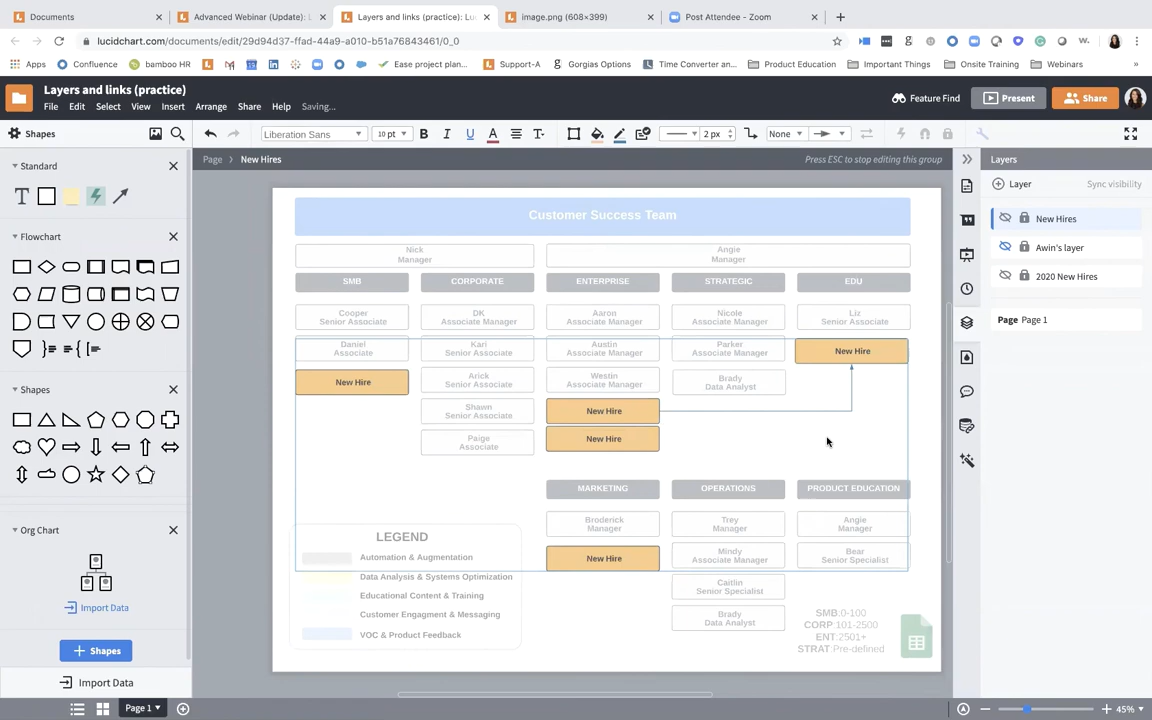 Documents
Advanced Webinar (Update): L
Layers and links (practice): Luc
image.png (608×399)
Post Attendee - Zoom
lucidchart.com/documents/edit/29d94d37-ffad-44a9-a010-b51a76843461/0_0
Apps
Confluence
bamboo HR
Ease project plan...
Support-A
Gorgias Options
Time Converter an...
Product Education
Important Things
Onsite Training
Webinars
»
Layers and links (practice)
File Edit Select View Insert Arrange Share Help Saving...
Feature Find
Present
Share
Shapes
Liberation Sans
10 pt
B I U A T
2 px
None
Page
New Hires
Press ESC to stop editing this group
Standard
T
Flowchart
Shapes
Org Chart
Import Data
+ Shapes
Import Data
Customer Success Team
Nick
Manager
Angie
Manager
SMB
CORPORATE
ENTERPRISE
STRATEGIC
EDU
Cooper
Senior Associate
DK
Associate Manager
Aaron
Associate Manager
Nicole
Associate Manager
Liz
Senior Associate
Daniel
Associate
Kari
Senior Associate
Austin
Associate Manager
Parker
Associate Manager
New Hire
New Hire
Arick
Senior Associate
Westin
Associate Manager
Brady
Data Analyst
Shawn
Senior Associate
New Hire
Paige
Associate
New Hire
MARKETING
OPERATIONS
PRODUCT EDUCATION
Broderick
Manager
Trey
Manager
Angie
Manager
New Hire
Mindy
Associate Manager
Bear
Senior Specialist
Caitlin
Senior Specialist
Brady
Data Analyst
LEGEND
Automation & Augmentation
Data Analysis & Systems Optimization
Educational Content & Training
Customer Engagment & Messaging
VOC & Product Feedback
SMB:0-100
CORP:101-2500
ENT:2501+
STRAT:Pre-defined
Layers
Layer
Sync visibility
New Hires
Awin's layer
2020 New Hires
Page Page 1
Page 1
45%